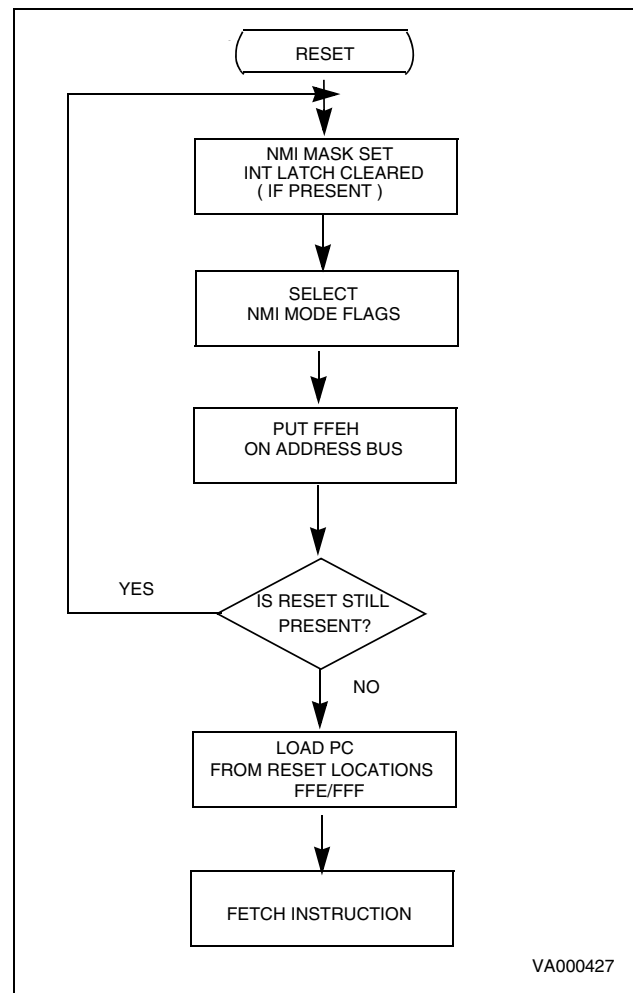 RESET
NMI MASK SET
INT LATCH CLEARED
( IF PRESENT )
SELECT
NMI MODE FLAGS
PUT FFEH
ON ADDRESS BUS
YES
IS RESET STILL
PRESENT?
NO
LOAD PC
FROM RESET LOCATIONS
FFE/FFF
FETCH INSTRUCTION
VA000427